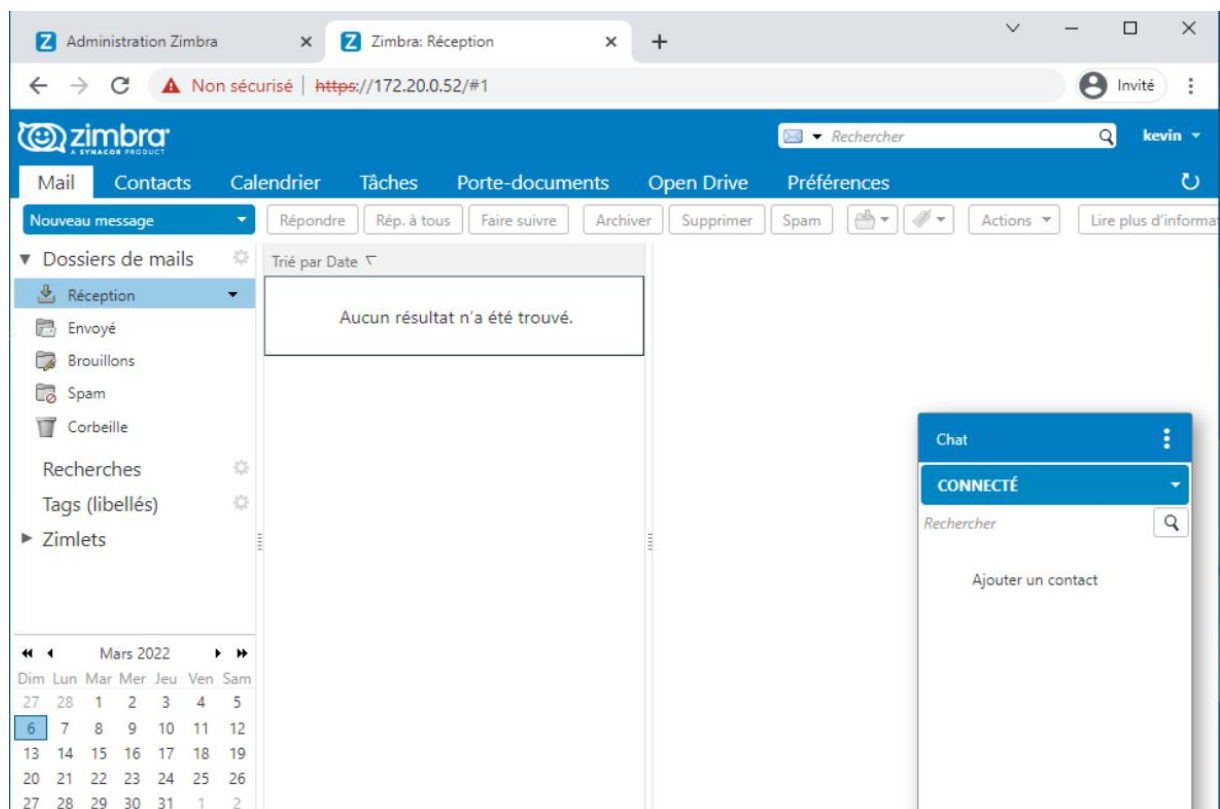 Administration Zimbra
Zimbra: Réception
Non sécurisé | https://172.20.0.52/#1
Invité
zimbra
A SYNACOR PRODUCT
Rechercher
kevin
Mail Contacts Calendrier Tâches Porte-documents Open Drive Préférences
Nouveau message
Répondre Rép. à tous Faire suivre Archiver Supprimer Spam Actions Lire plus d'informa
Dossiers de mails
Réception
Envoyé
Brouillons
Spam
Corbeille
Recherches
Tags (libellés)
Zimlets
Trié par Date
Aucun résultat n'a été trouvé.
Chat
CONNECTÉ
Rechercher
Ajouter un contact
Mars 2022
Dim Lun Mar Mer Jeu Ven Sam
27 28 1 2 3 4 5
6 7 8 9 10 11 12
13 14 15 16 17 18 19
20 21 22 23 24 25 26
27 28 29 30 31 1 2